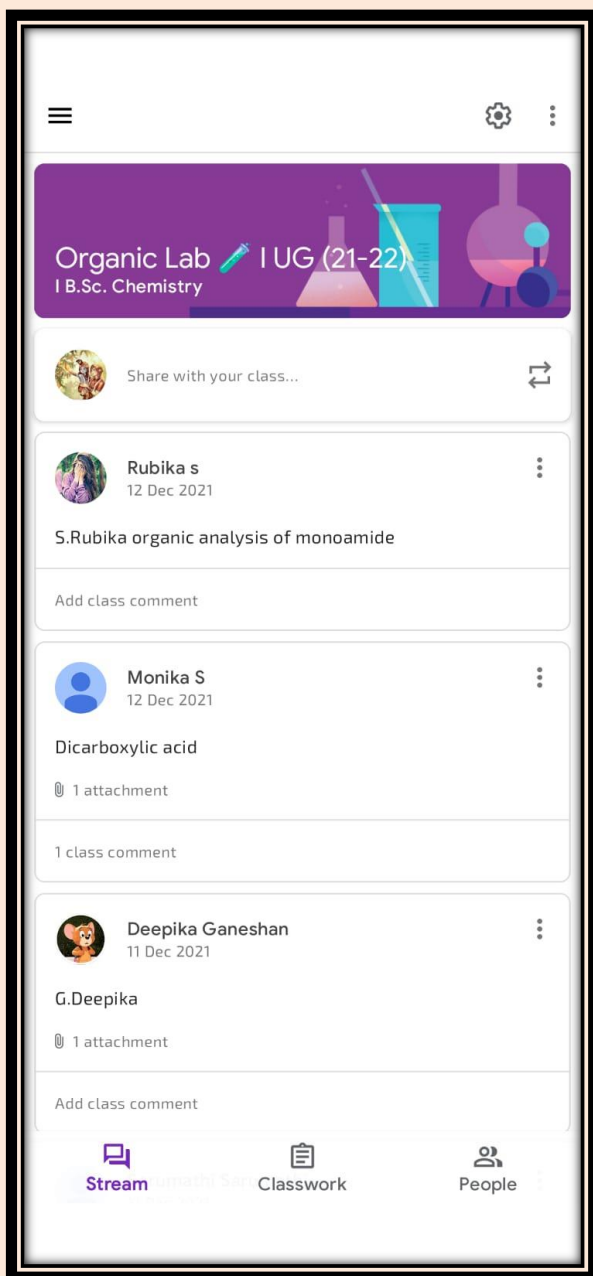 Organic Lab 🧪 I UG (21-22)
I B.Sc. Chemistry
Share with your class...
Rubika s
12 Dec 2021
S.Rubika organic analysis of monoamide
Add class comment
Monika S
12 Dec 2021
Dicarboxylic acid
1 attachment
1 class comment
Deepika Ganeshan
11 Dec 2021
G.Deepika
1 attachment
Add class comment
Stream Classwork People